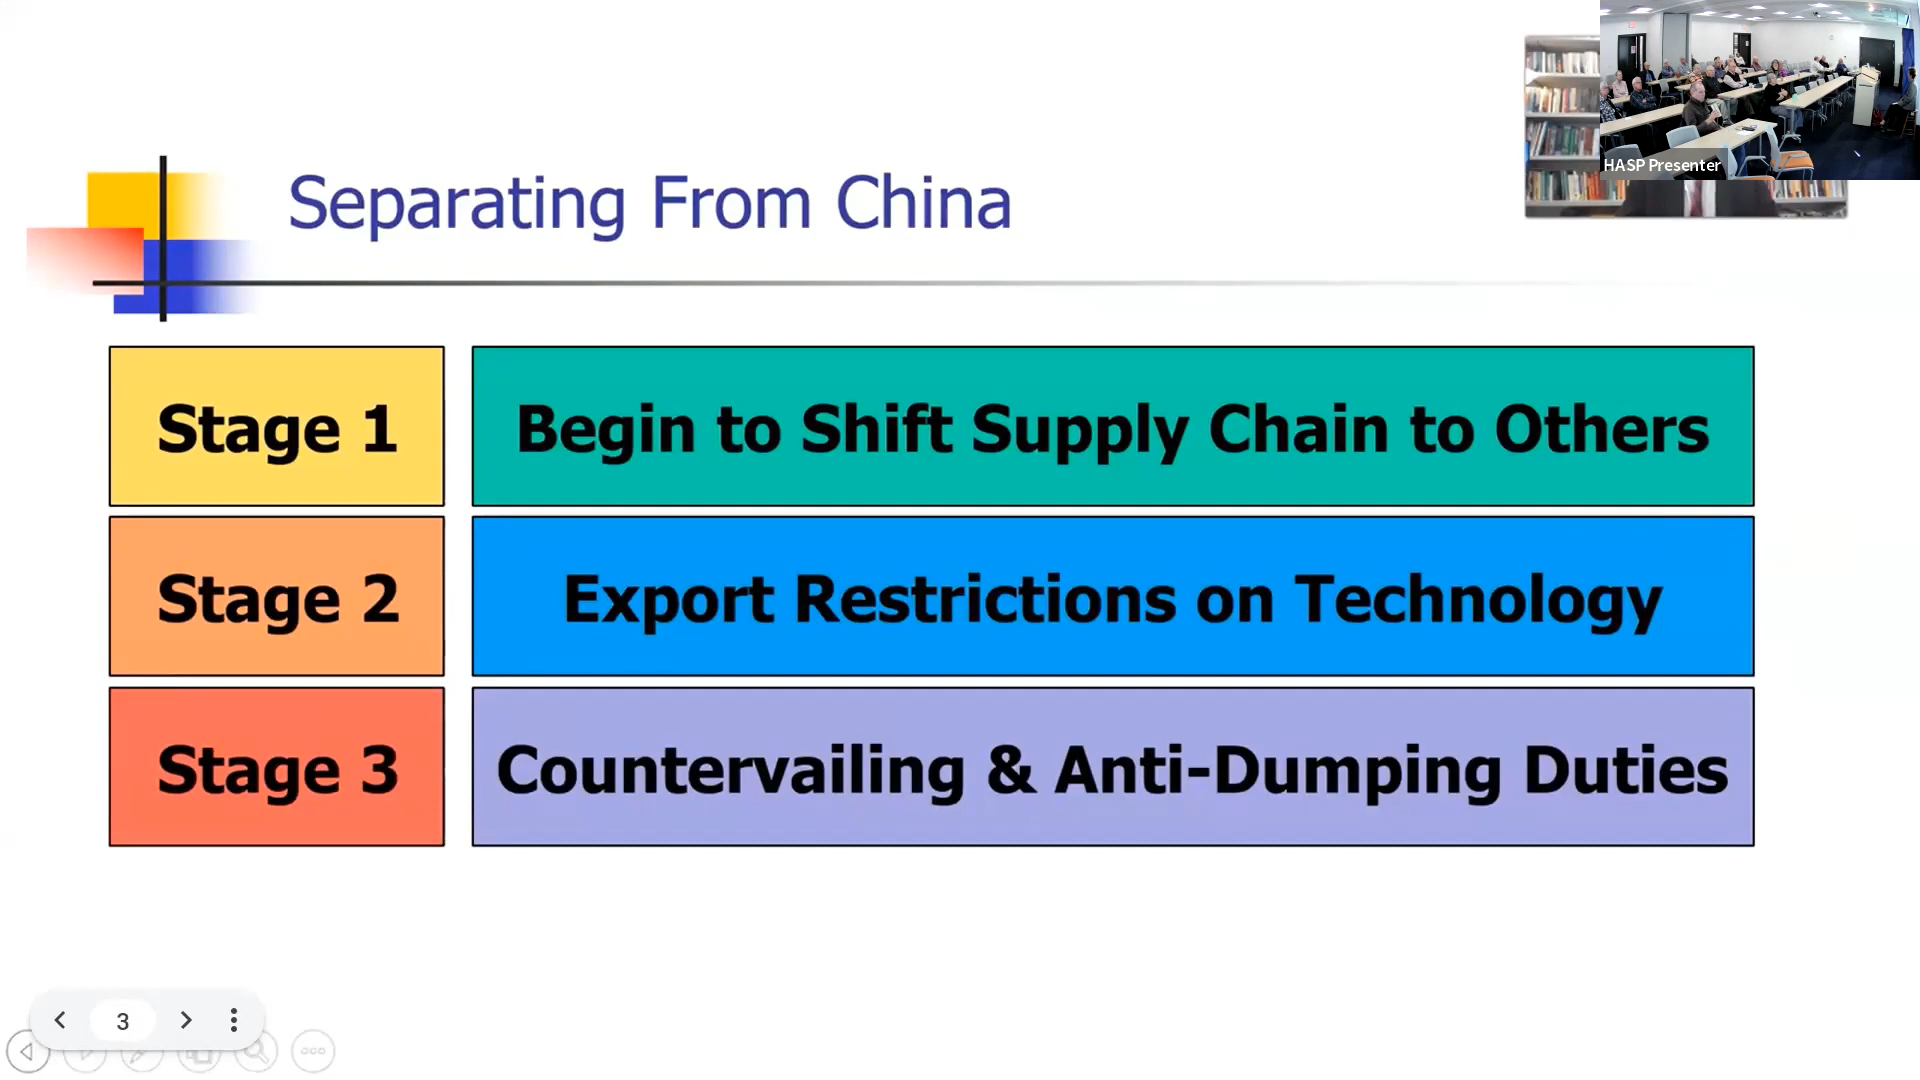 HASP Presenter
Separating From China
Stage 1
Begin to Shift Supply Chain to Others
Stage 2
Export Restrictions on Technology
Stage 3
Countervailing & Anti-Dumping Duties
3